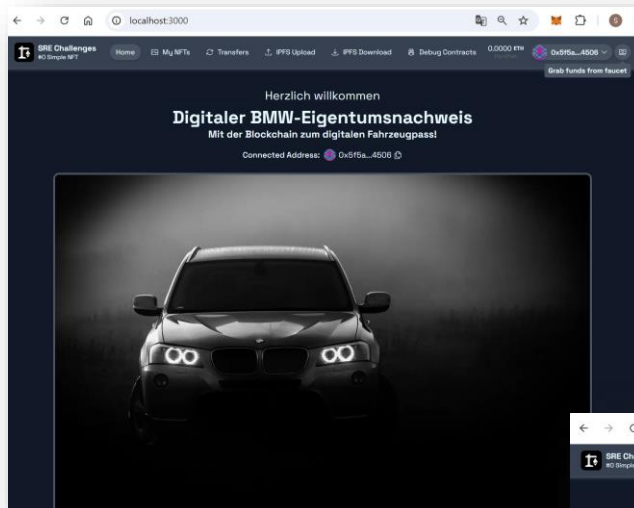 localhost:3000
SRE Challenges
#0 Simple NFT
Home
My NFTs
Transfers
IPFS Upload
IPFS Download
Debug Contracts
0.0000 ETH
0x5f5a...4506
Grab funds from faucet
Herzlich willkommen
Digitaler BMW-Eigentumsnachweis
Mit der Blockchain zum digitalen Fahrzeugpass!
Connected Address: 0x5f5a...4506
SRE Ch
#0 Simple